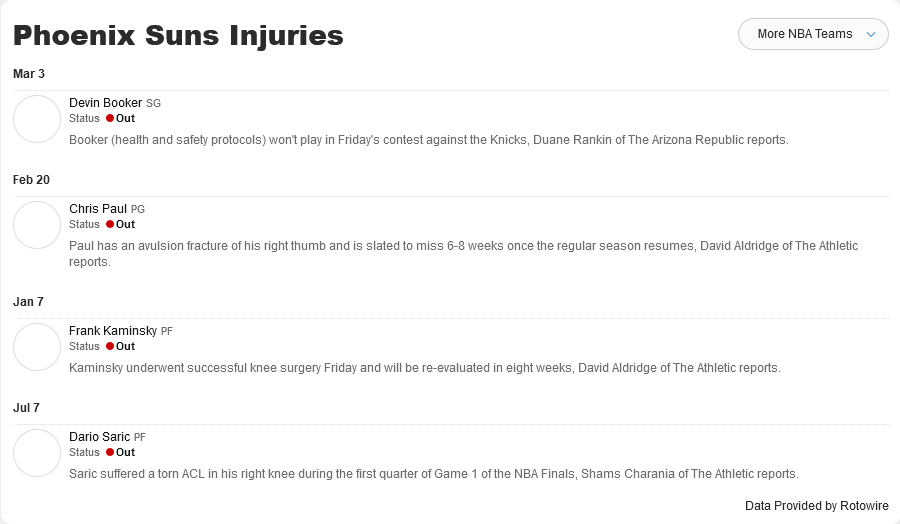 Phoenix Suns Injuries
More NBA Teams
Mar 3
Devin Booker SG
Status Out
Booker (health and safety protocols) won't play in Friday's contest against the Knicks, Duane Rankin of The Arizona Republic reports.
Feb 20
Chris Paul PG
Status Out
Paul has an avulsion fracture of his right thumb and is slated to miss 6-8 weeks once the regular season resumes, David Aldridge of The Athletic
reports.
Jan 7
Frank Kaminsky PF
Status Out
Kaminsky underwent successful knee surgery Friday and will be re-evaluated in eight weeks, David Aldridge of The Athletic reports.
Jul 7
Dario Saric PF
Status Out
Saric suffered a torn ACL in his right knee during the first quarter of Game 1 of the NBA Finals, Shams Charania of The Athletic reports.
Data Provided by Rotowire